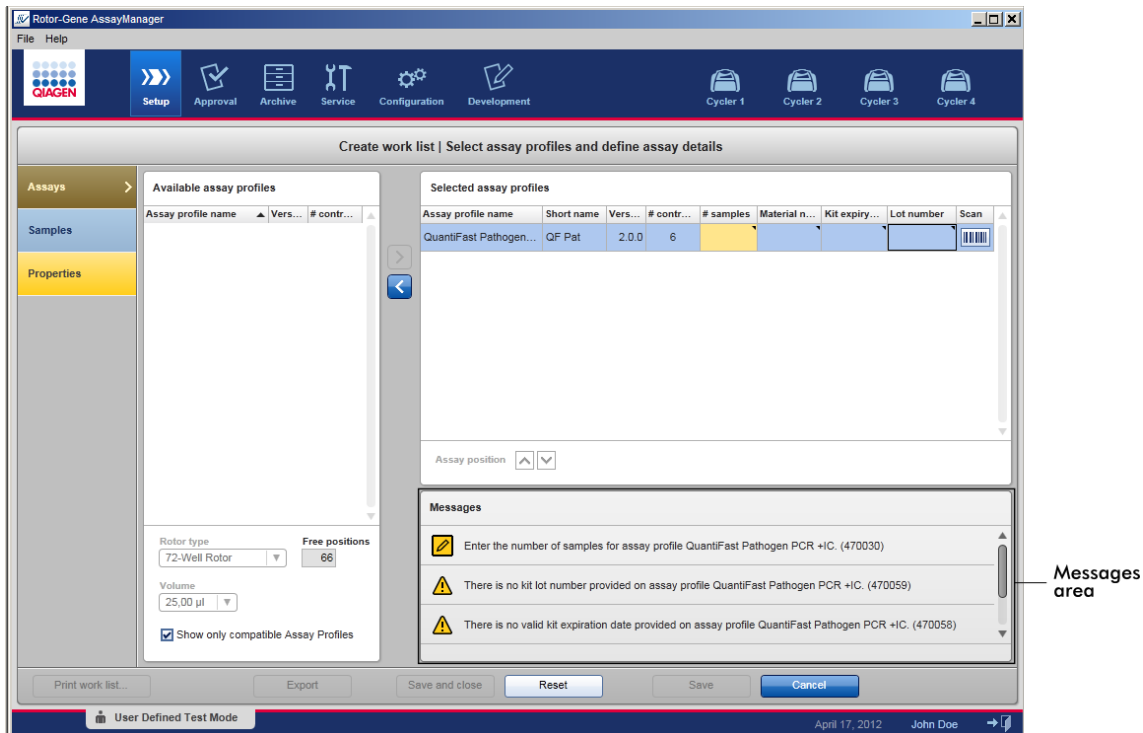 Rotor-Gene AssayManager
File Help
QIAGEN
Setup Approval Archive Service Configuration Development Cycler 1 Cycler 2 Cycler 3 Cycler 4
Create work list | Select assay profiles and define assay details
Assays
Samples
Properties
Available assay profiles
Assay profile name Vers... # contr...
Rotor type Free positions
72-Well Rotor 66
Volume
25,00 µl
Show only compatible Assay Profiles
Selected assay profiles
Assay profile name Short name Vers... # contr... # samples Material n... Kit expiry... Lot number Scan
QuantiFast Pathogen... QF Pat 2.0.0 6
Assay position
Messages
Enter the number of samples for assay profile QuantiFast Pathogen PCR +IC. (470030)
There is no kit lot number provided on assay profile QuantiFast Pathogen PCR +IC. (470059)
There is no valid kit expiration date provided on assay profile QuantiFast Pathogen PCR +IC. (470058)
Messages
area
Print work list... Export Save and close Reset Save Cancel
User Defined Test Mode April 17, 2012 John Doe